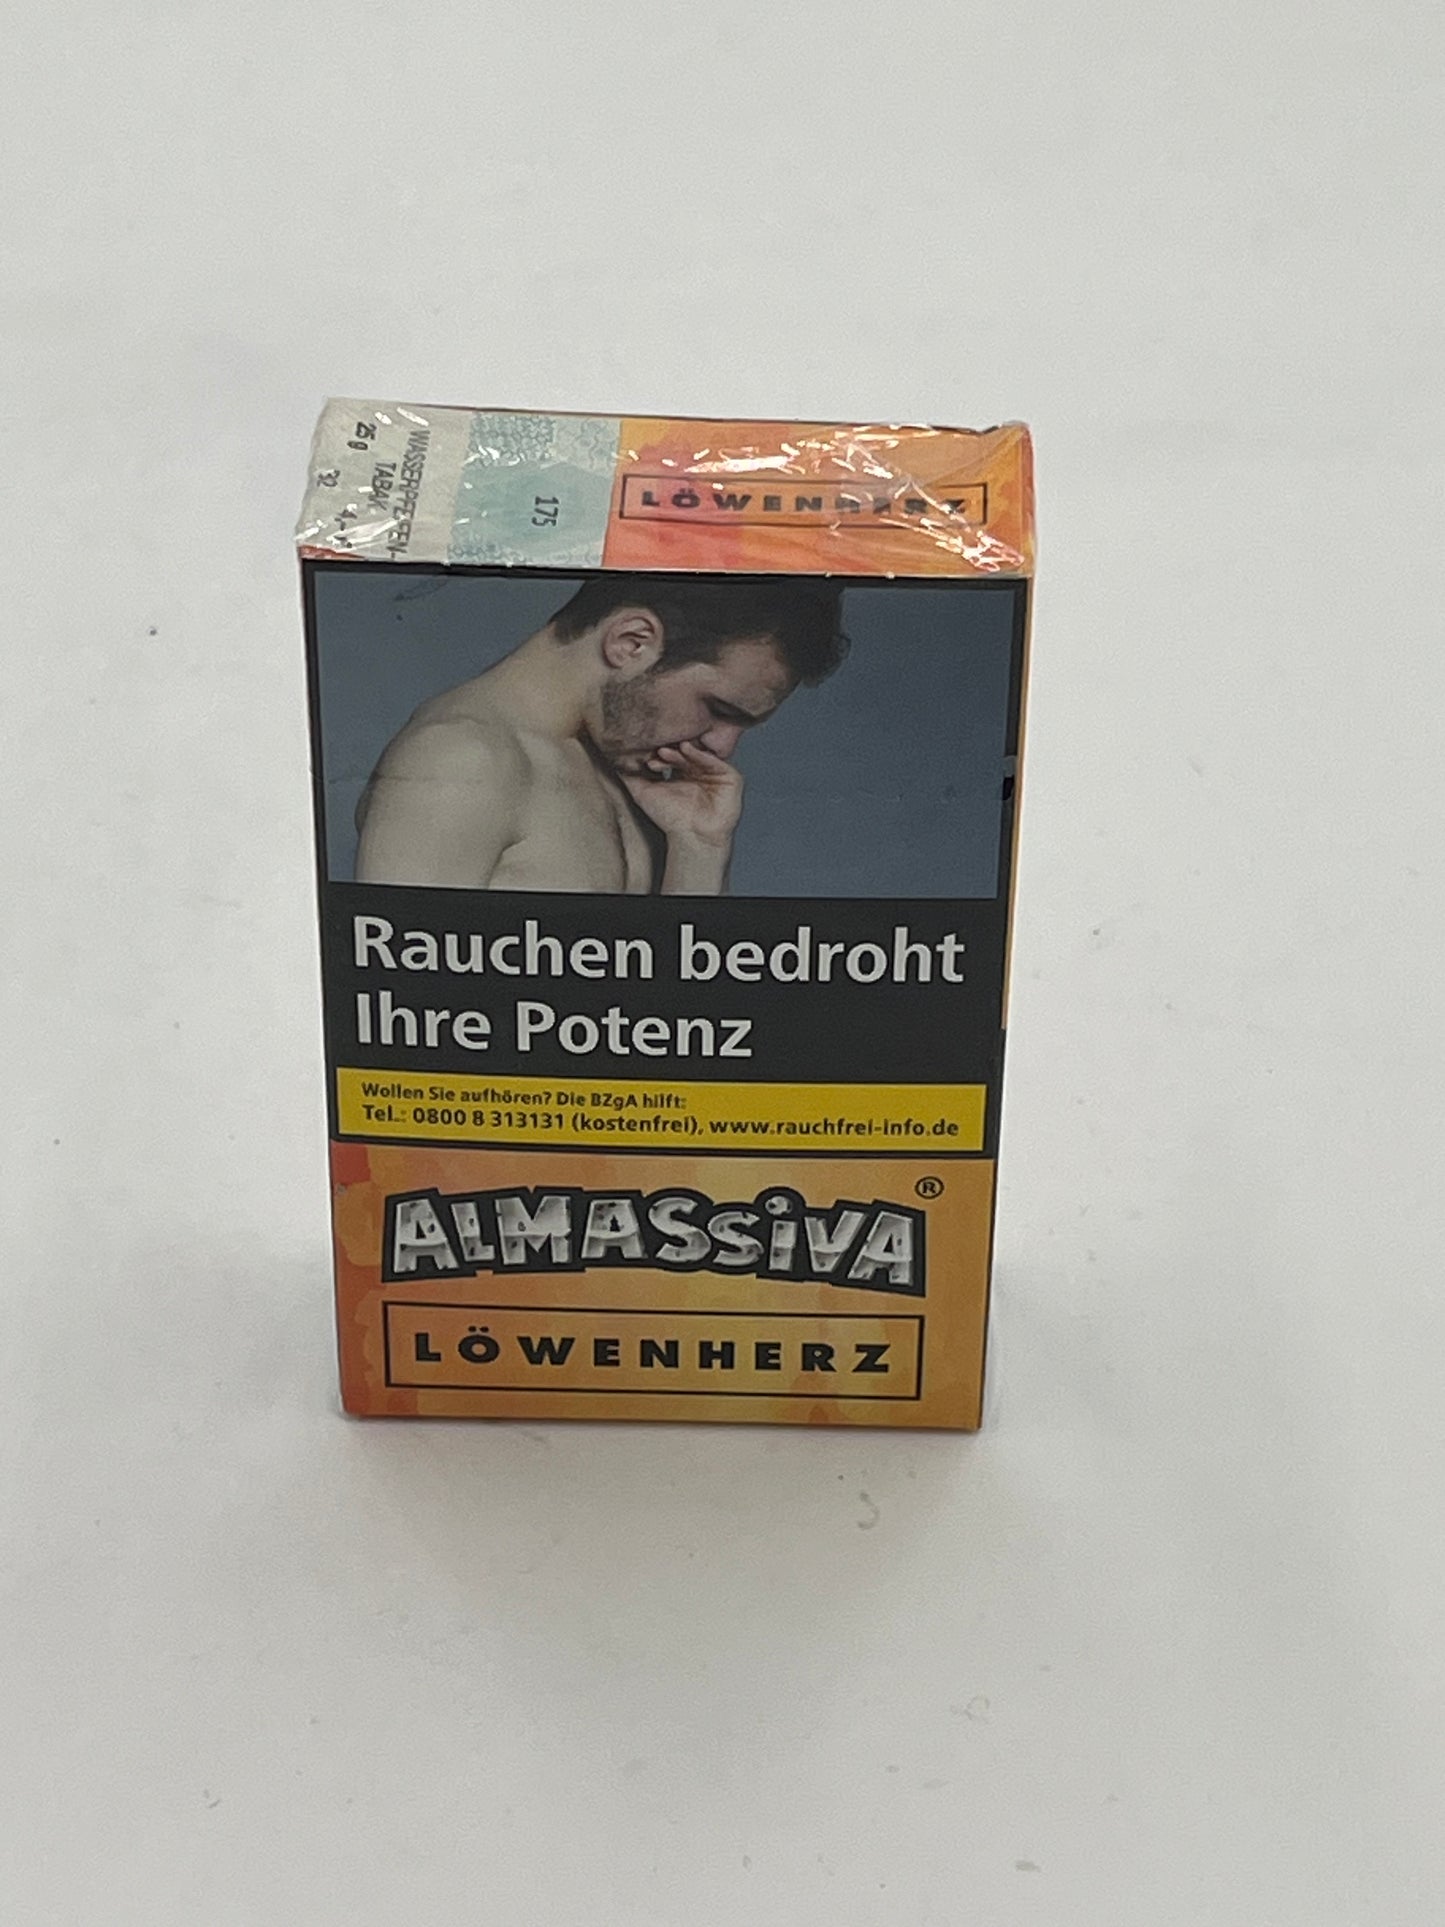 WASSERPFEIFEN-
TABAK
25 g
32
175
LÖWENHERZ
Rauchen bedroht
Ihre Potenz
Wollen Sie aufhören? Die BZgA hilft:
Tel.: 0800 8 313131 (kostenfrei), www.rauchfrei-info.de
ALMASSiVA ®
LÖWENHERZ